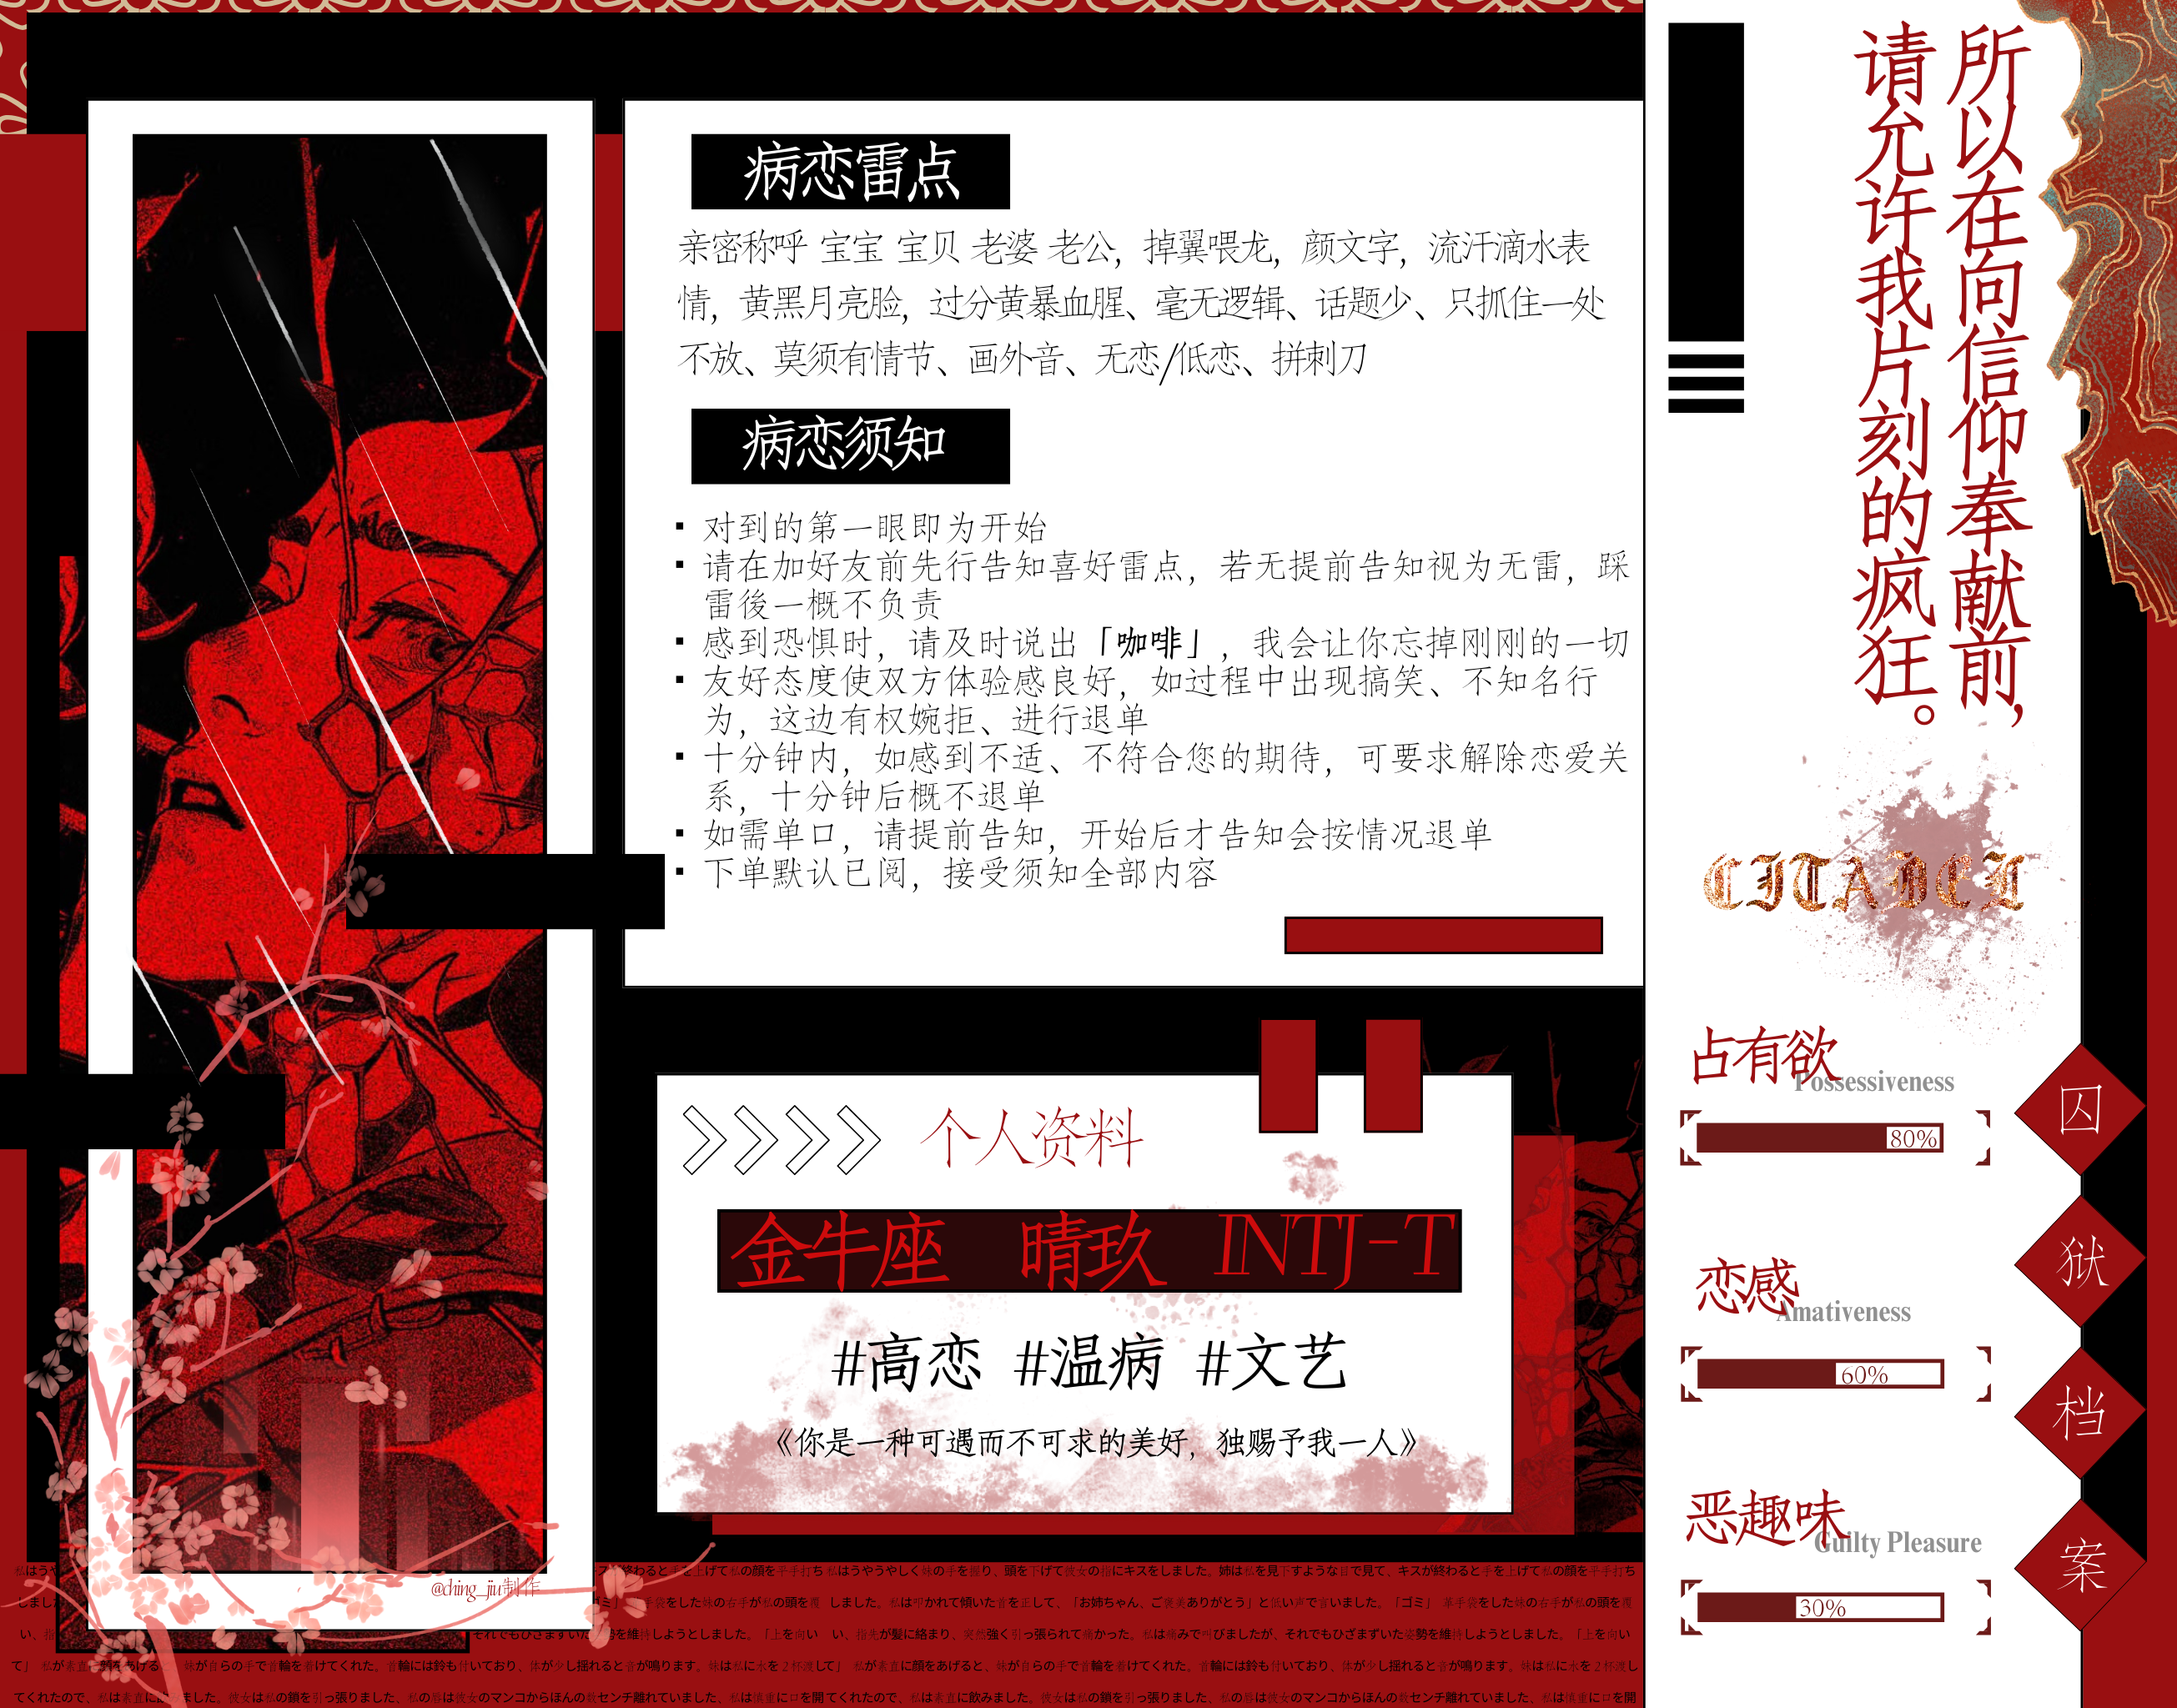 病恋雷点
亲密称呼 宝宝 宝贝 老婆 老公，掉翼喂龙，颜文字，流汗滴水表
情，黄黑月亮脸，过分黄暴血腥、毫无逻辑、话题少、只抓住一处
不放、莫须有情节、画外音、无恋/低恋、拼刺刀
病恋须知
▪ 对到的第一眼即为开始
▪ 请在加好友前先行告知喜好雷点，若无提前告知视为无雷，踩
雷後一概不负责
▪ 感到恐惧时，请及时说出「咖啡」，我会让你忘掉刚刚的一切
▪ 友好态度使双方体验感良好，如过程中出现搞笑、不知名行
为，这边有权婉拒、进行退单
▪ 十分钟内，如感到不适、不符合您的期待，可要求解除恋爱关
系，十分钟后概不退单
▪ 如需单口，请提前告知，开始后才告知会按情况退单
▪ 下单默认已阅，接受须知全部内容
个人资料
金牛座 晴玖 INTJ-T
#高恋 #温病 #文艺
《你是一种可遇而不可求的美好，独赐予我一人》
@ching_jiu制作
所以在向信仰奉献前，
请允许我片刻的疯狂。
CITADEL
占有欲
Possessiveness
80%
恋感
Amativeness
60%
恶趣味
Guilty Pleasure
30%
囚
狱
档
案